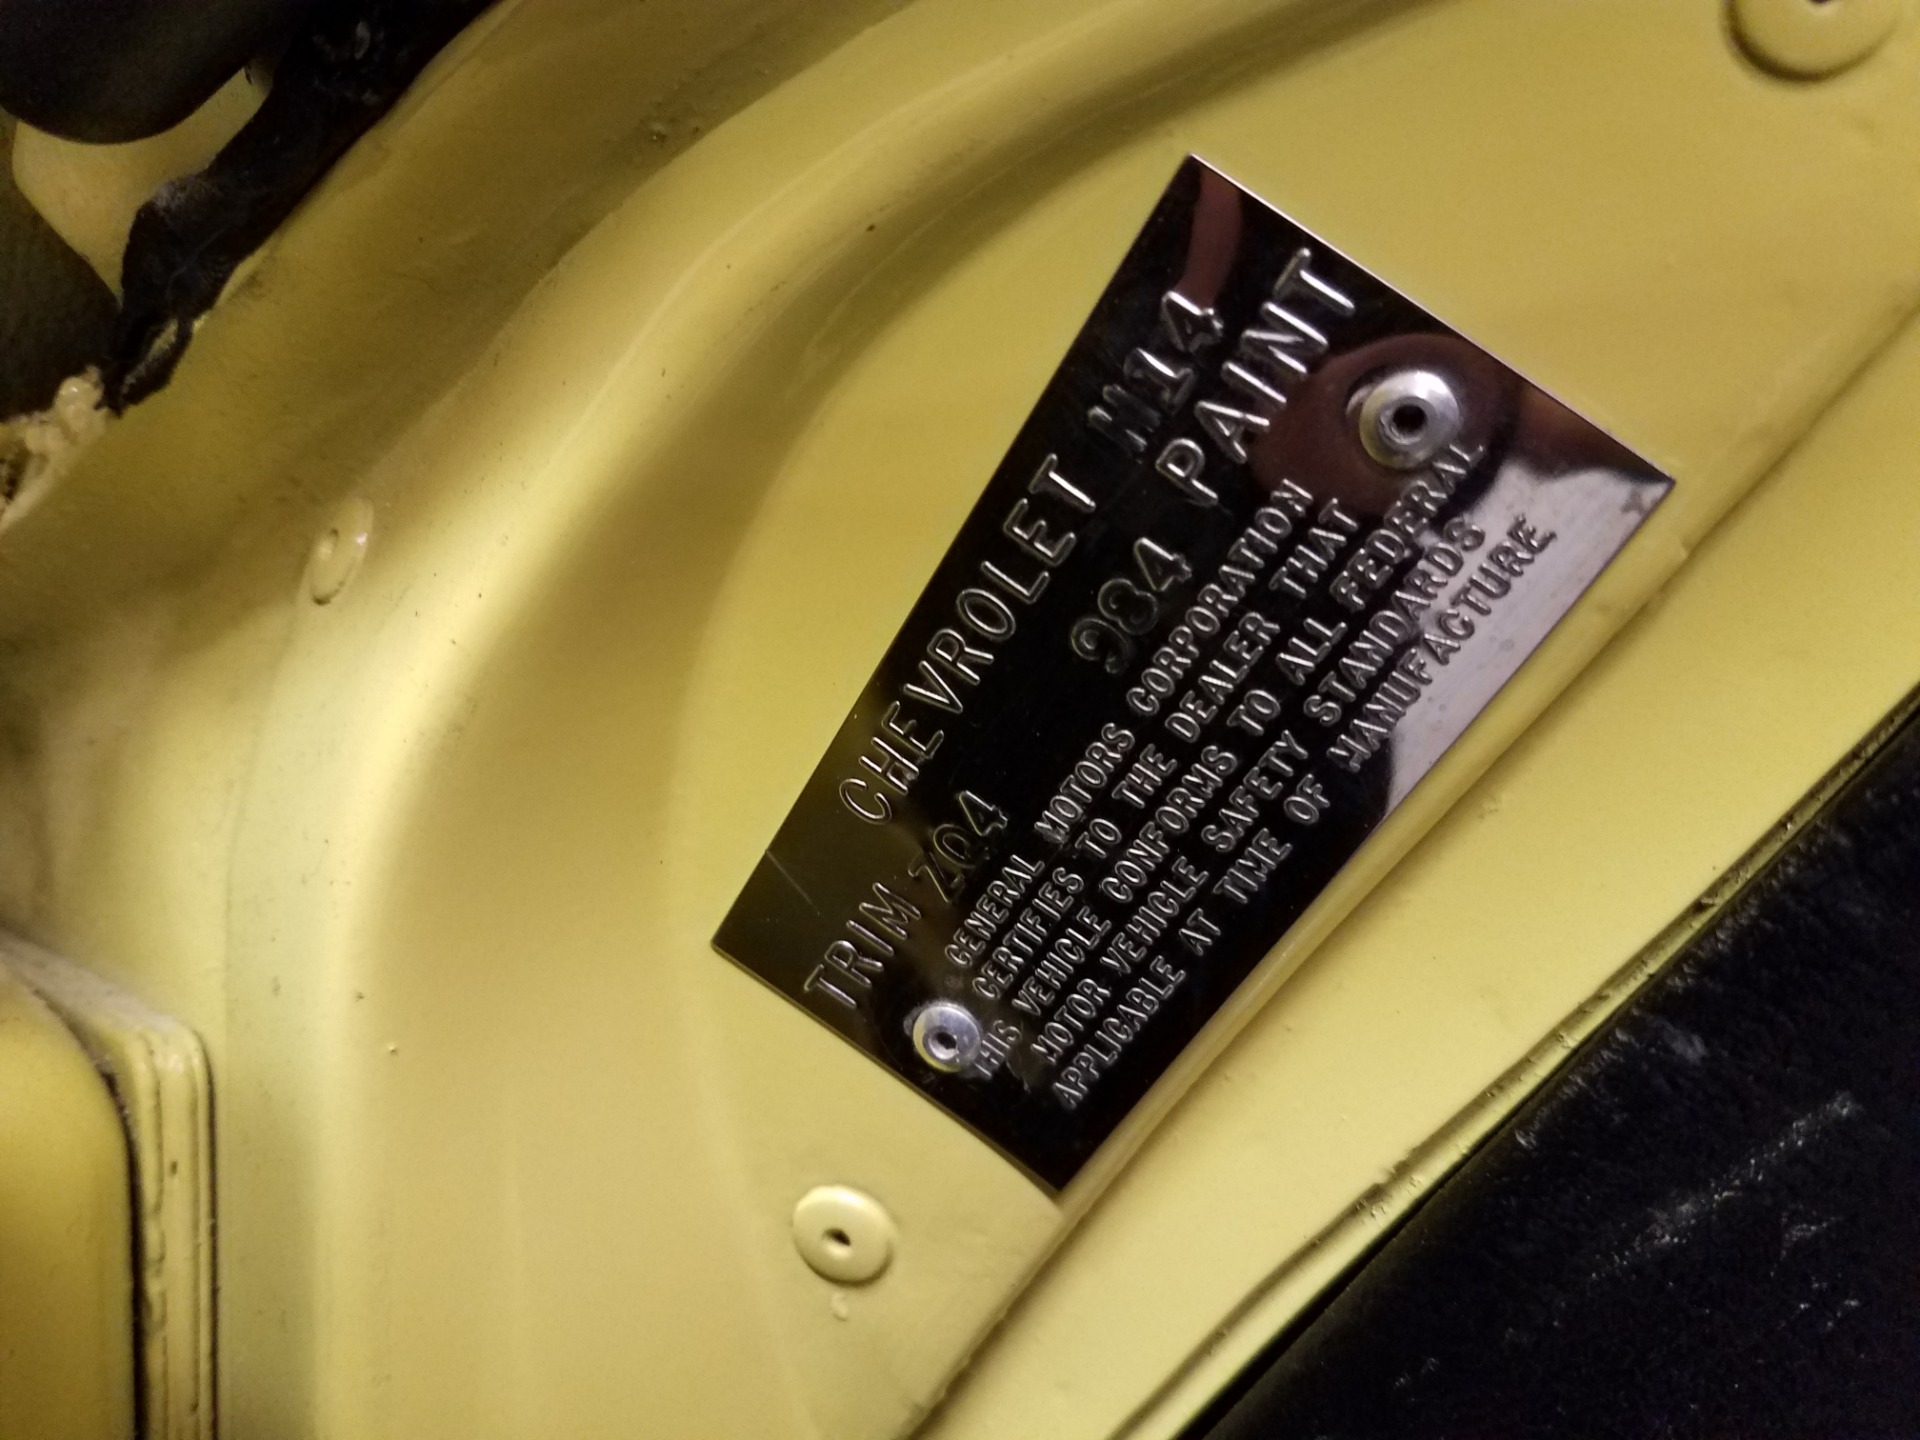 CHEVROLET M14
TRIM ZQ4 984 PAINT
GENERAL MOTORS CORPORATION
CERTIFIES TO THE DEALER THAT
THIS VEHICLE CONFORMS TO ALL FEDERAL
MOTOR VEHICLE SAFETY STANDARDS
APPLICABLE AT TIME OF MANUFACTURE